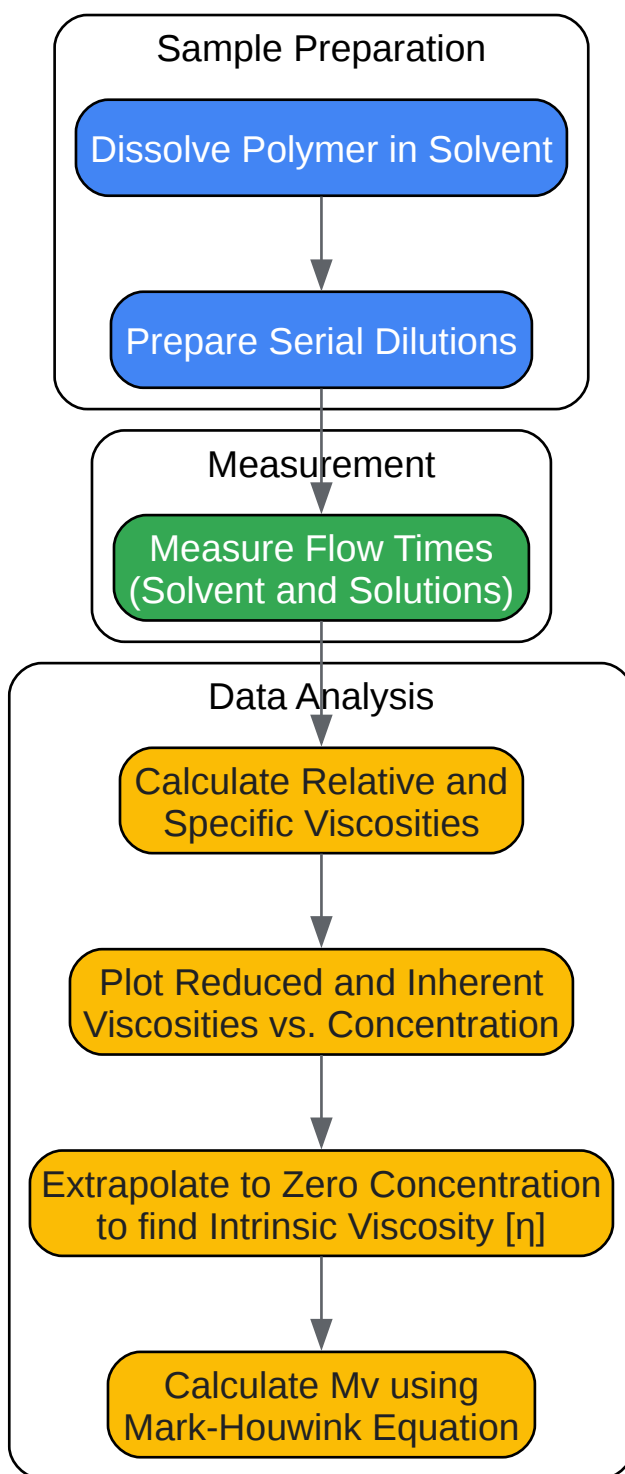 Sample Preparation
Dissolve Polymer in Solvent
Prepare Serial Dilutions
Measurement
Measure Flow Times
(Solvent and Solutions)
Data Analysis
Calculate Relative and
Specific Viscosities
Plot Reduced and Inherent
Viscosities vs. Concentration
Extrapolate to Zero Concentration
to find Intrinsic Viscosity [η]
Calculate Mv using
Mark-Houwink Equation